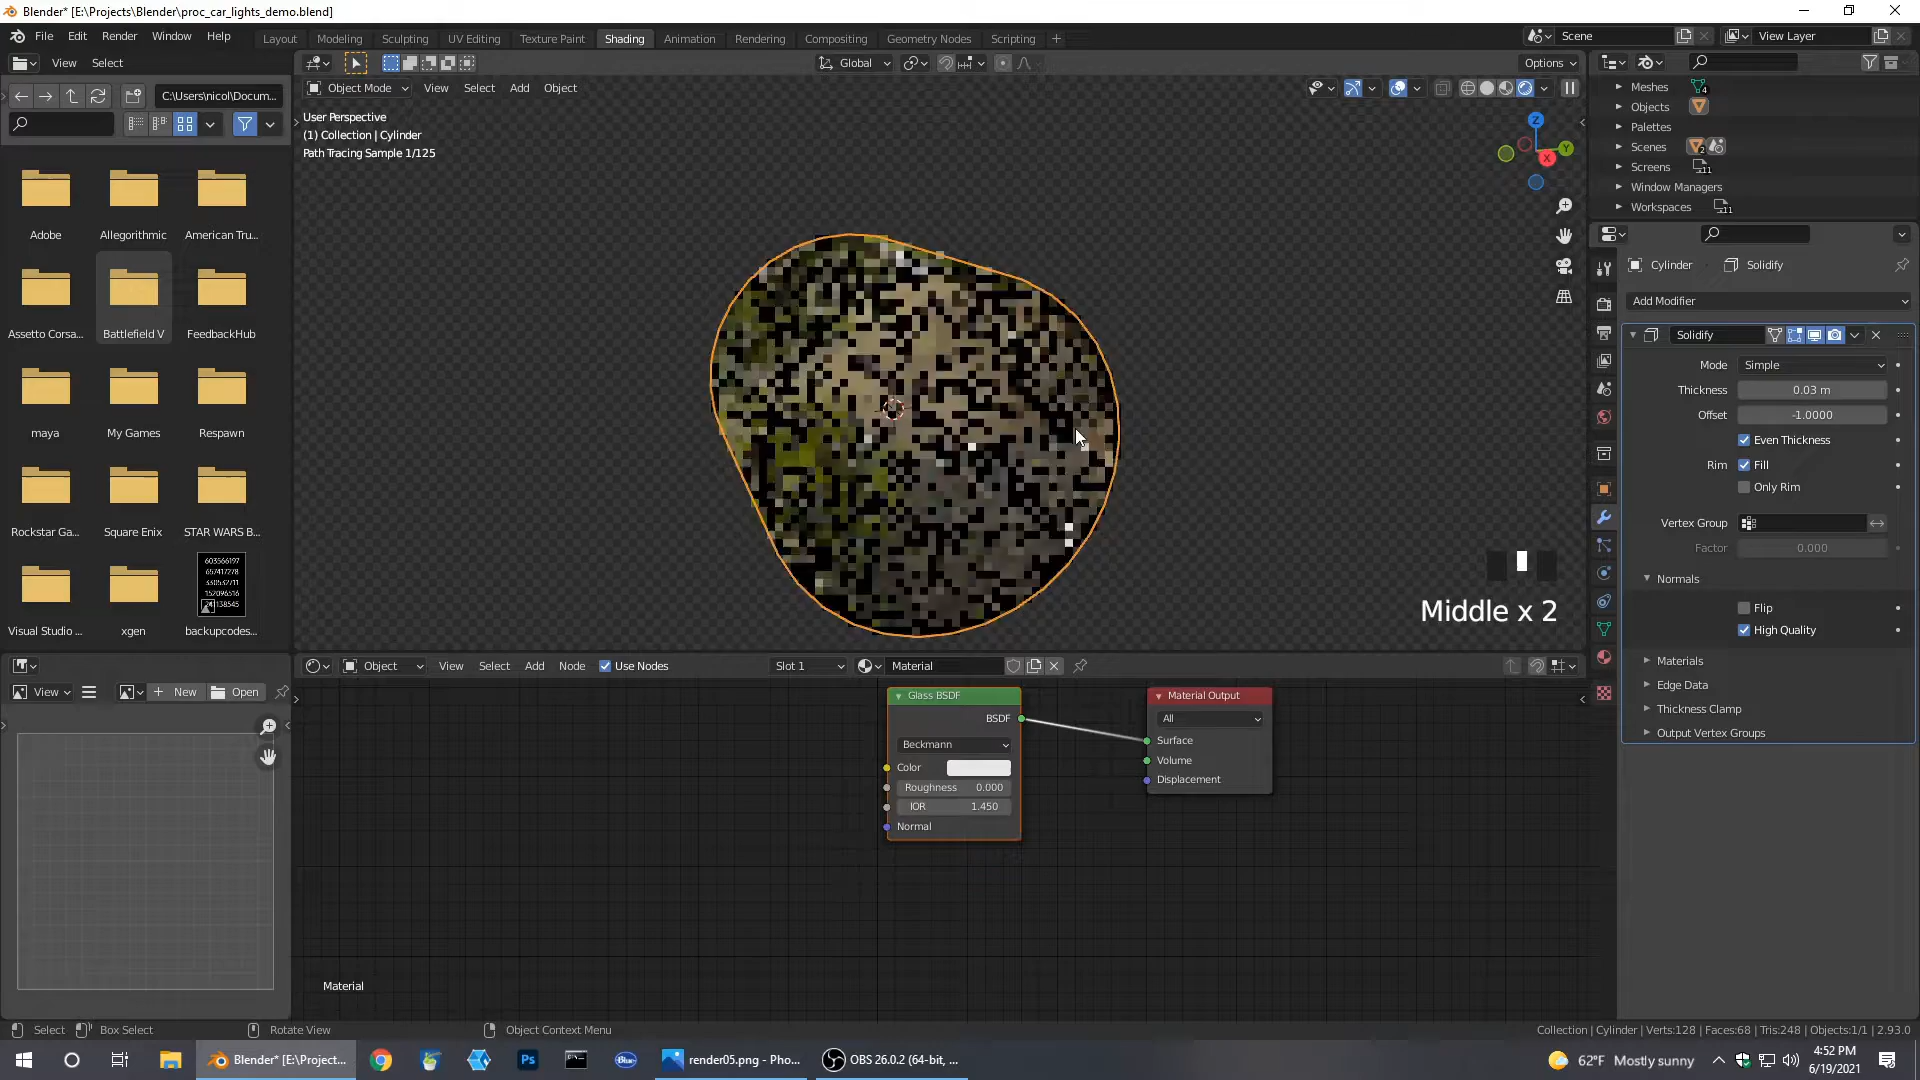 Blender* [E:\Projects\Blender\proc_car_lights_demo.blend]
File Edit Render Window Help Layout Modeling Sculpting UV Editing Texture Paint Shading Animation Rendering Compositing Geometry Nodes Scripting + Scene View Layer
View Select Global Options
C:\Users\nicol\Docum...
Object Mode View Select Add Object
User Perspective
(1) Collection | Cylinder
Path Tracing Sample 1/125
Z
Y
X
Adobe Allegorithmic American Tru...
Assetto Corsa... Battlefield V FeedbackHub
maya My Games Respawn
Rockstar Ga... Square Enix STAR WARS B...
603566197
657417278
330532711
152096516
Visual Studio ... xgen backupcodes...
Middle x 2
Meshes 4
Objects
Palettes
Scenes 2
Screens 11
Window Managers
Workspaces 11
Cylinder Solidify
Add Modifier
Solidify
Mode Simple
Thickness 0.03 m
Offset -1.0000
Even Thickness
Rim Fill
Only Rim
Vertex Group
Factor 0.000
Normals
Flip
High Quality
Materials
Edge Data
Thickness Clamp
Output Vertex Groups
View New Open
Object View Select Add Node Use Nodes Slot 1 Material
Glass BSDF
BSDF
Beckmann
Color
Roughness 0.000
IOR 1.450
Normal
Material Output
All
Surface
Volume
Displacement
Material
Select Box Select Rotate View Object Context Menu Collection | Cylinder | Verts:128 | Faces:68 | Tris:248 | Objects:1/1 | 2.93.0
Blender* [E:\Project... Ps Blue render05.png - Pho... OBS 26.0.2 (64-bit, ... 62°F Mostly sunny
4:52 PM
6/19/2021